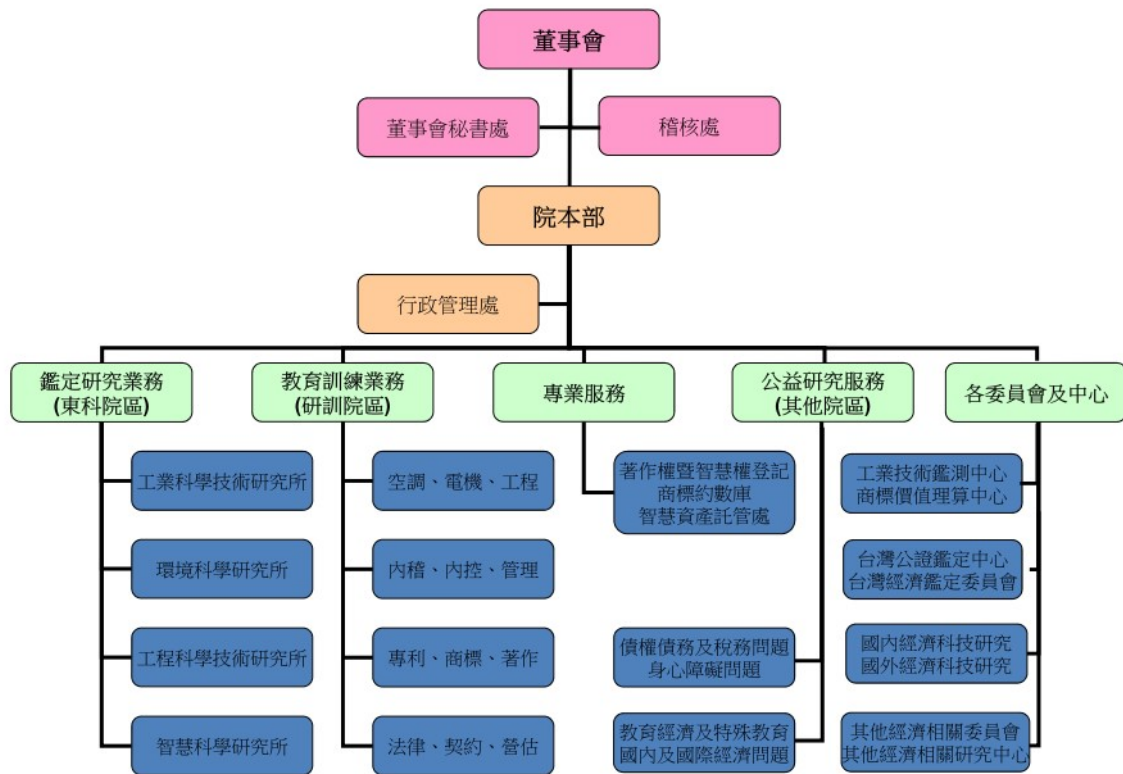 董事會
董事會秘書處
稽核處
院本部
行政管理處
鑑定研究業務
(東科院區)
教育訓練業務
(研訓院區)
專業服務
公益研究服務
(其他院區)
各委員會及中心
工業科學技術研究所
環境科學研究所
工程科學技術研究所
智慧科學研究所
空調、電機、工程
內稽、內控、管理
專利、商標、著作
法律、契約、營估
著作權暨智慧權登記
商標約數庫
智慧資產託管處
債權債務及稅務問題
身心障礙問題
教育經濟及特殊教育
國內及國際經濟問題
工業技術鑑測中心
商標價值理算中心
台灣公證鑑定中心
台灣經濟鑑定委員會
國內經濟科技研究
國外經濟科技研究
其他經濟相關委員會
其他經濟相關研究中心